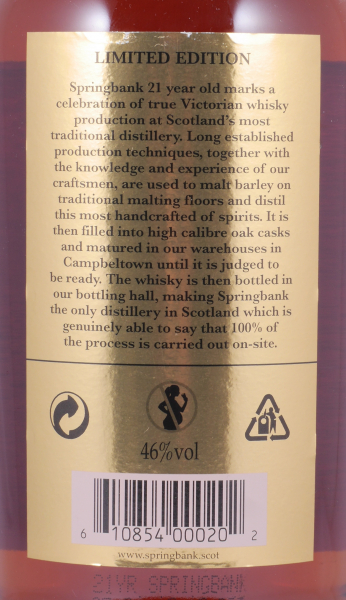 LIMITED EDITION
Springbank 21 year old marks a
celebration of true Victorian whisky
production at Scotland's most
traditional distillery. Long established
production techniques, together with
the knowledge and experience of our
craftsmen, are used to malt barley on
traditional malting floors and distil
this most handcrafted of spirits. It is
then filled into high calibre oak casks
and matured in our warehouses in
Campbeltown until it is judged to
be ready. The whisky is then bottled in
our bottling hall, making Springbank
the only distillery in Scotland which is
genuinely able to say that 100% of
the process is carried out on-site.
46%vol
6 10854 00020 2
www.springbank.scot
21YR SPRINGBANK